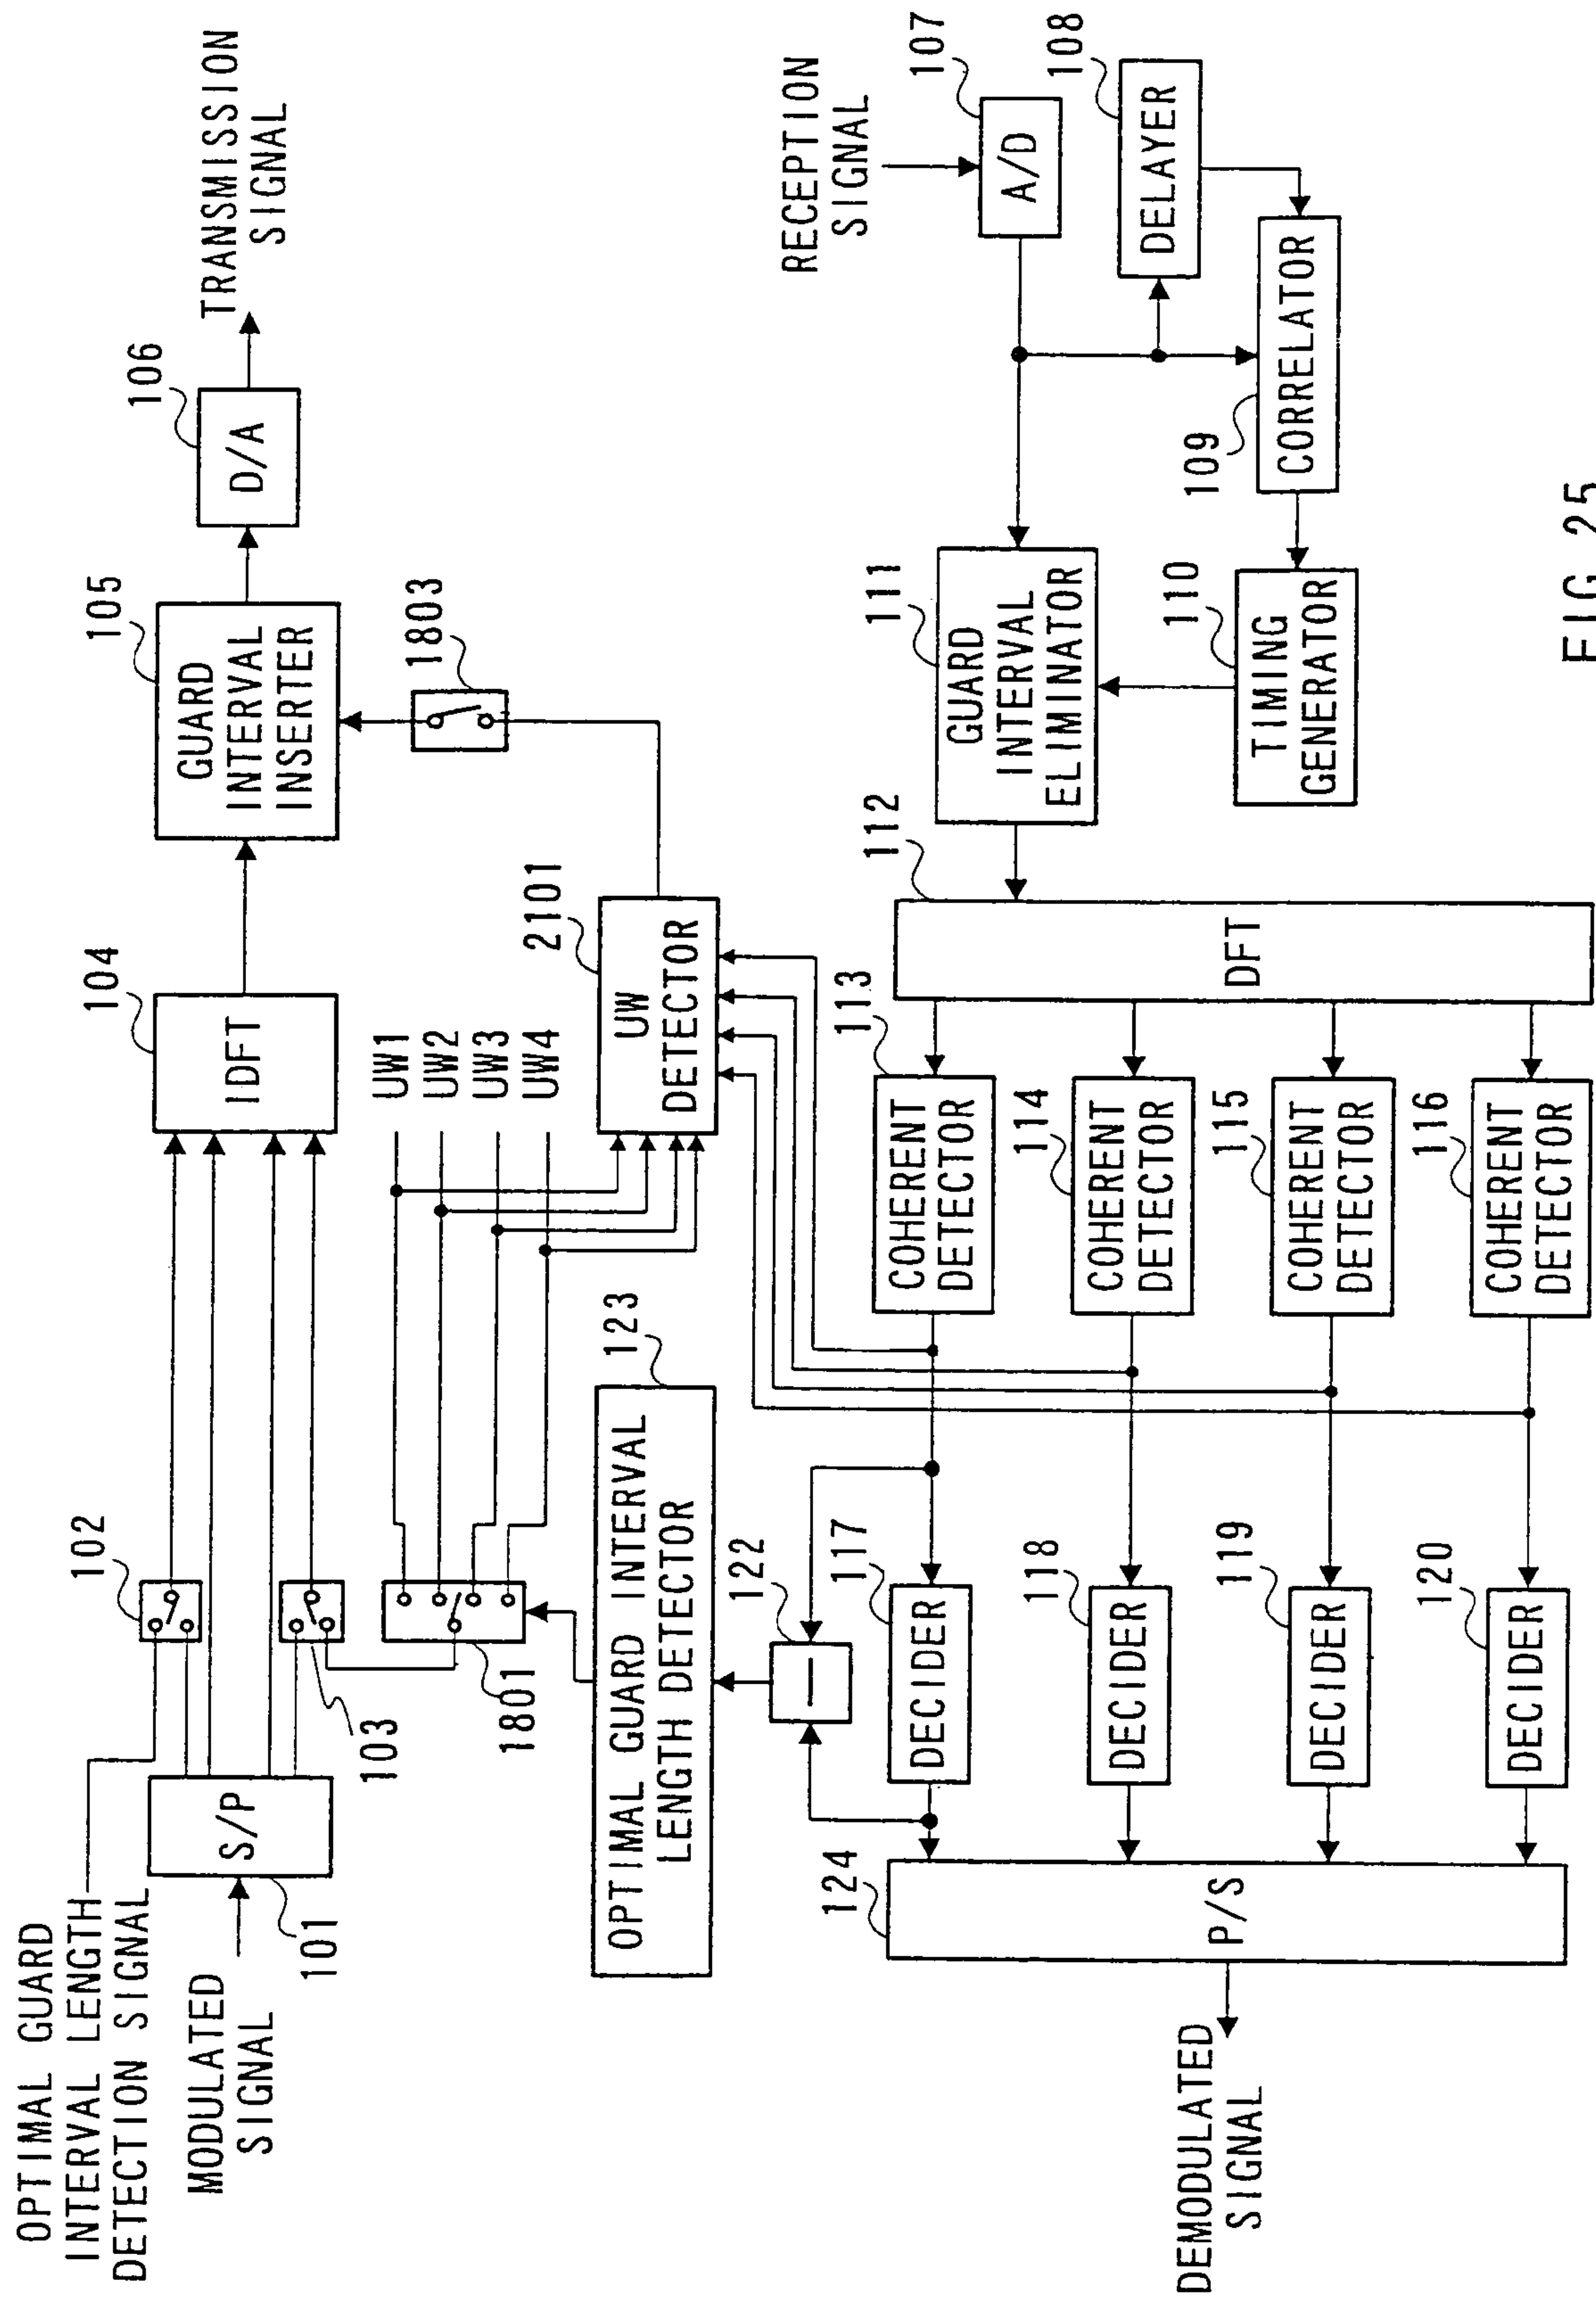 OPTIMAL GUARD
INTERVAL LENGTH
DETECTION SIGNAL
MODULATED
SIGNAL
101
S/P
102
103
104
IDFT
105
GUARD
INTERVAL
INSERTER
106
D/A
TRANSMISSION
SIGNAL
1801
UW1
UW2
UW3
UW4
1803
2101
UW
DETECTOR
123
OPTIMAL GUARD INTERVAL
LENGTH DETECTOR
122
RECEPTION
SIGNAL
107
A/D
108
DELAYER
109
CORRELATOR
110
TIMING
GENERATOR
111
GUARD
INTERVAL
ELIMINATOR
112
DFT
113
COHERENT
DETECTOR
114
COHERENT
DETECTOR
115
COHERENT
DETECTOR
116
COHERENT
DETECTOR
117
DECIDER
118
DECIDER
119
DECIDER
120
DECIDER
124
P/S
DEMODULATED
SIGNAL
FIG. 25